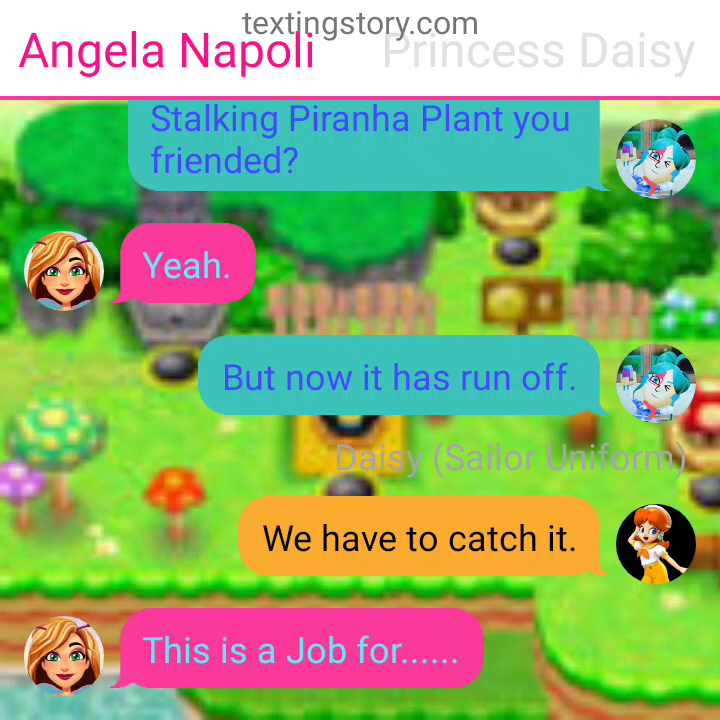 textingstory.com
Angela Napoli Princess Daisy
Stalking Piranha Plant you
friended?
Yeah.
But now it has run off.
Daisy (Sailor Uniform)
We have to catch it.
This is a Job for......